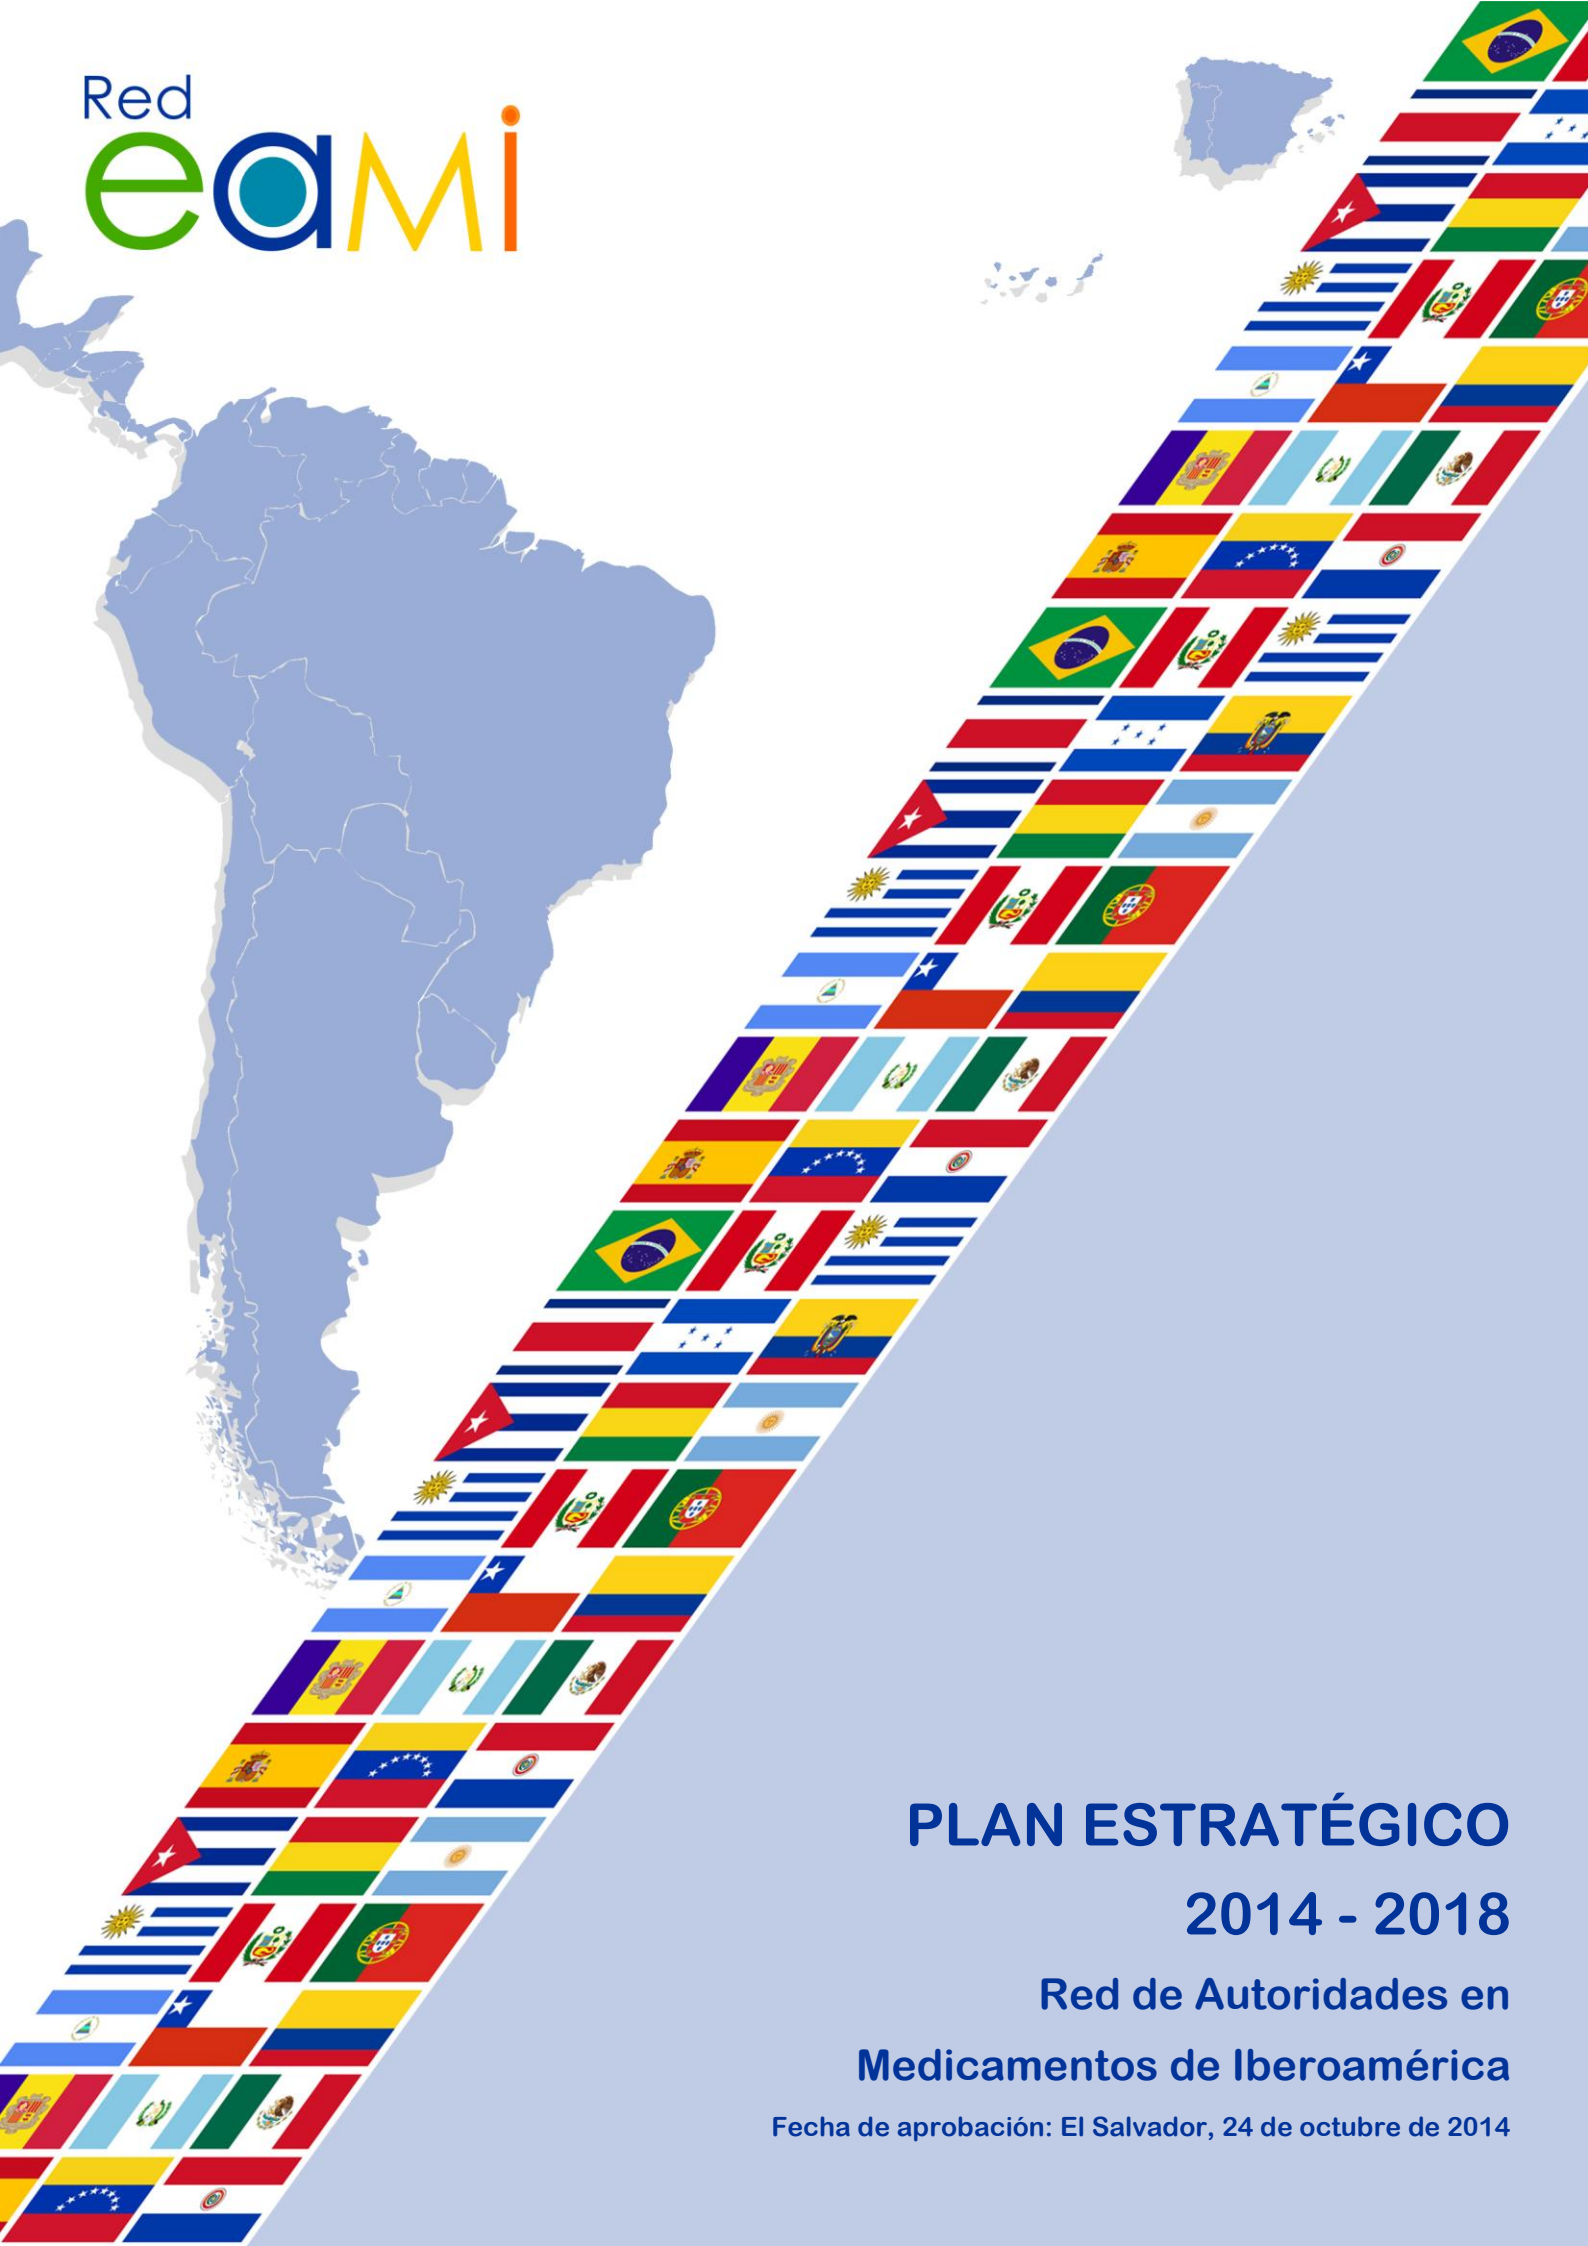 Red
eaMi
PLAN ESTRATÉGICO
2014 - 2018
Red de Autoridades en
Medicamentos de Iberoamérica
Fecha de aprobación: El Salvador, 24 de octubre de 2014